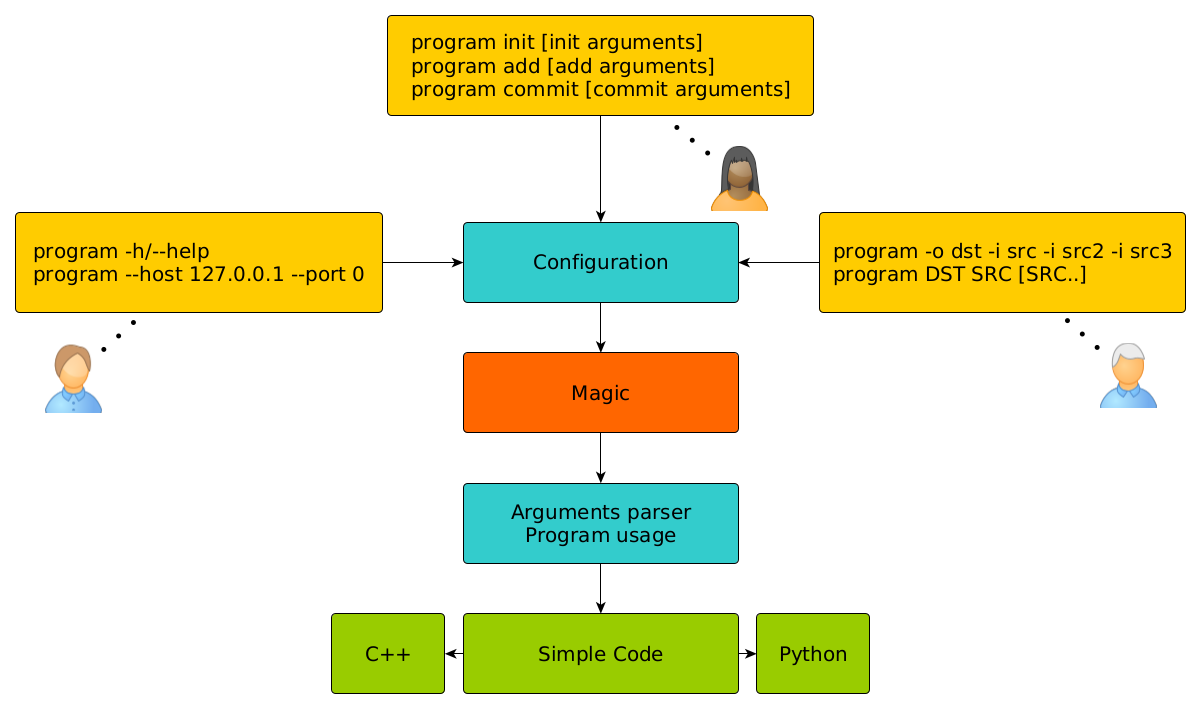 program init [init arguments]
program add [add arguments]
program commit [commit arguments]
program -h/--help
program --host 127.0.0.1 --port 0
Configuration
program -o dst -i src -i src2 -i src3
program DST SRC [SRC..]
Magic
Arguments parser
Program usage
C++
Simple Code
Python